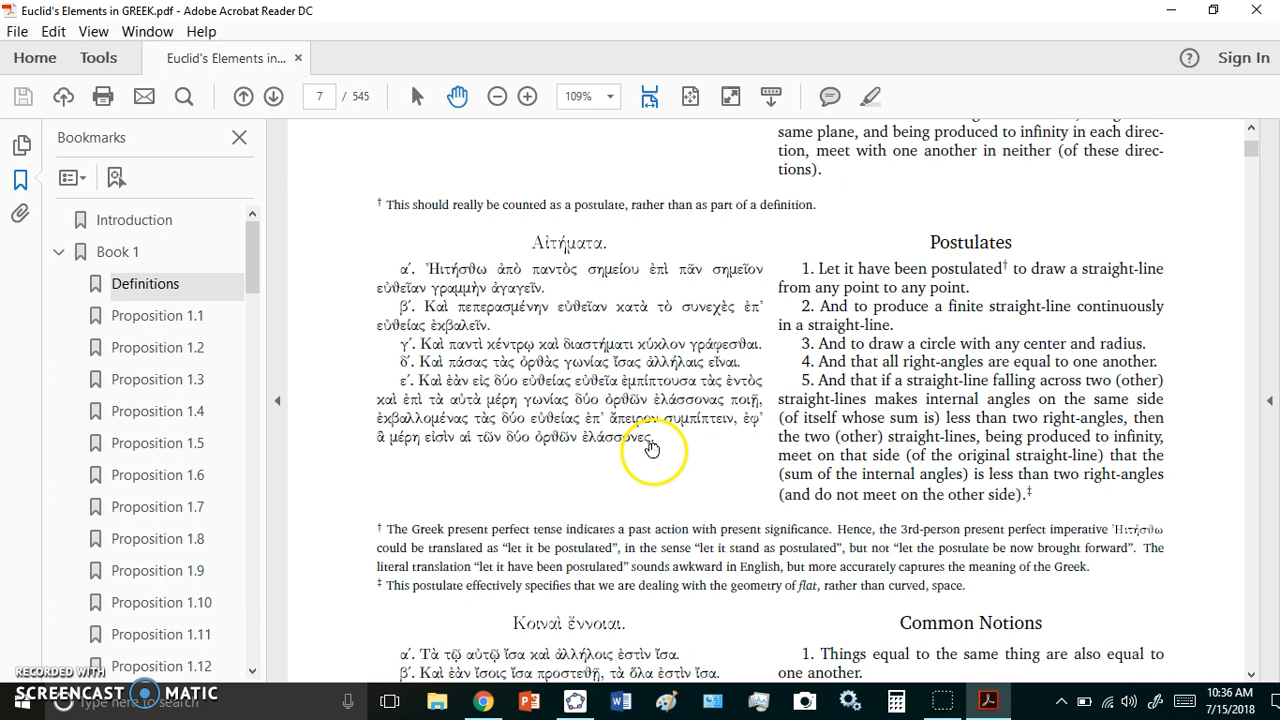 Euclid's Elements in GREEK.pdf - Adobe Acrobat Reader DC
File Edit View Window Help
Home Tools Euclid's Elements in... × Sign In
7 / 545 109%
Bookmarks
Introduction
Book 1
Definitions
Proposition 1.1
Proposition 1.2
Proposition 1.3
Proposition 1.4
Proposition 1.5
Proposition 1.6
Proposition 1.7
Proposition 1.8
Proposition 1.9
Proposition 1.10
Proposition 1.11
Proposition 1.12
same plane, and being produced to infinity in each direc-
tion, meet with one another in neither (of these direc-
tions).
† This should really be counted as a postulate, rather than as part of a definition.
Αἰτήματα.
αʹ. ᾿Ηιτήσθω ἀπὸ παντὸς σημείου ἐπὶ πᾶν σημεῖον
εὐθεῖαν γραμμὴν ἀγαγεῖν.
βʹ. Καὶ πεπερασμένην εὐθεῖαν κατὰ τὸ συνεχὲς ἐπ᾿
εὐθείας ἐκβαλεῖν.
γʹ. Καὶ παντὶ κέντρῳ καὶ διαστήματι κύκλον γράφεσθαι.
δʹ. Καὶ πάσας τὰς ὀρθὰς γωνίας ἴσας ἀλλήλαις εἶναι.
εʹ. Καὶ ἐὰν εἰς δύο εὐθείας εὐθεῖα ἐμπίπτουσα τὰς ἐντὸς
καὶ ἐπὶ τὰ αὐτὰ μέρη γωνίας δύο ὀρθῶν ἐλάσσονας ποιῇ,
ἐκβαλλομένας τὰς δύο εὐθείας ἐπ᾿ ἄπειρον συμπίπτειν, ἐφ᾿
ἃ μέρη εἰσὶν αἱ τῶν δύο ὀρθῶν ἐλάσσονες.
Postulates
1. Let it have been postulated† to draw a straight-line
from any point to any point.
2. And to produce a finite straight-line continuously
in a straight-line.
3. And to draw a circle with any center and radius.
4. And that all right-angles are equal to one another.
5. And that if a straight-line falling across two (other)
straight-lines makes internal angles on the same side
(of itself whose sum is) less than two right-angles, then
the two (other) straight-lines, being produced to infinity,
meet on that side (of the original straight-line) that the
(sum of the internal angles) is less than two right-angles
(and do not meet on the other side).‡
† The Greek present perfect tense indicates a past action with present significance. Hence, the 3rd-person present perfect imperative ᾿Ηιτήσθω
could be translated as “let it be postulated”, in the sense “let it stand as postulated”, but not “let the postulate be now brought forward”. The
literal translation “let it have been postulated” sounds awkward in English, but more accurately captures the meaning of the Greek.
‡ This postulate effectively specifies that we are dealing with the geometry of flat, rather than curved, space.
Κοιναὶ ἔννοιαι.
αʹ. Τὰ τῷ αὐτῷ ἴσα καὶ ἀλλήλοις ἐστὶν ἴσα.
βʹ. Καὶ ἐὰν ἴσοις ἴσα προστεθῇ, τὰ ὅλα ἐστὶν ἴσα.
Common Notions
1. Things equal to the same thing are also equal to
one another.
RECORDED WITH
SCREENCAST MATIC
Type here to search
10:36 AM
7/15/2018